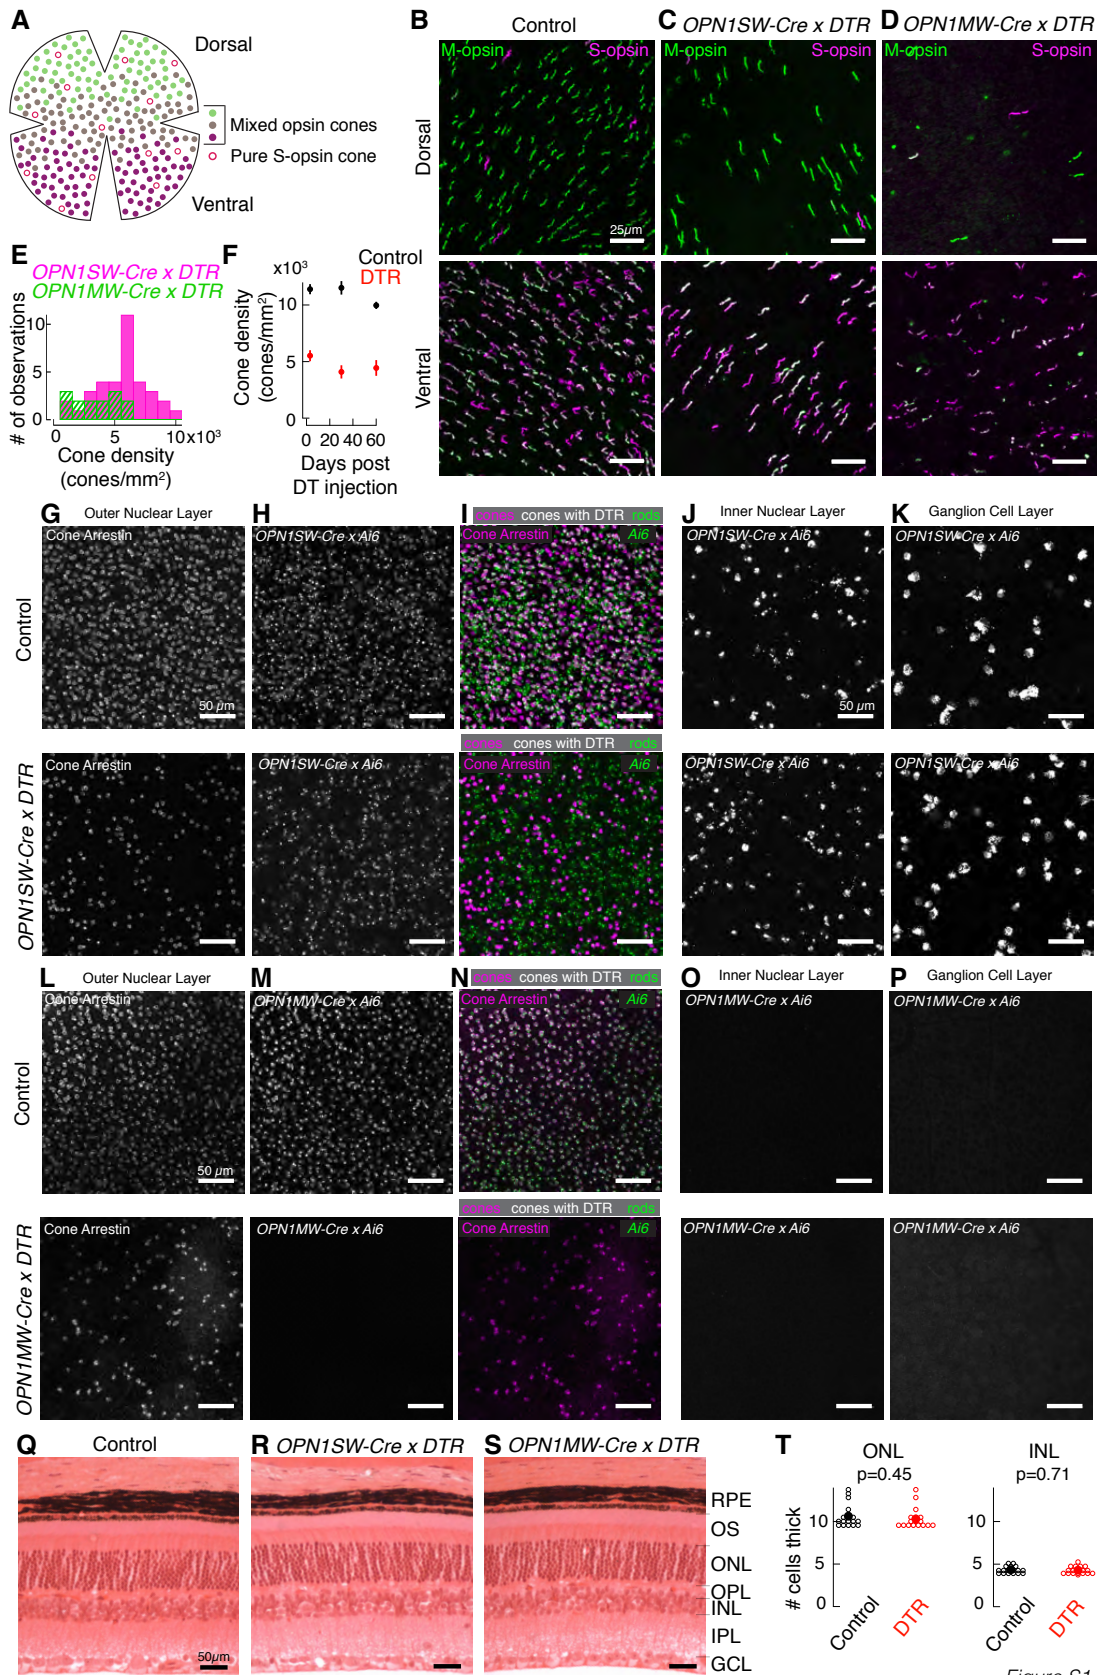 A
Dorsal
Mixed opsin cones
Pure S-opsin cone
Ventral
B
Control
C OPN1SW-Cre x DTR
D OPN1MW-Cre x DTR
M-opsin S-opsin
M-opsin S-opsin
M-opsin S-opsin
Dorsal
25µm
Ventral
E
OPN1SW-Cre x DTR
OPN1MW-Cre x DTR
# of observations
10
5
0
0 5 10x10³
Cone density
(cones/mm²)
F
Control
DTR
x10³
Cone density
(cones/mm²)
10
5
0
0 20 40 60
Days post
DT injection
G Outer Nuclear Layer
Cone Arrestin
50 µm
H
OPN1SW-Cre x Ai6
I cones cones with DTR rods
Cone Arrestin Ai6
J Inner Nuclear Layer
OPN1SW-Cre x Ai6
50 µm
K Ganglion Cell Layer
OPN1SW-Cre x Ai6
Control
OPN1SW-Cre x DTR
Cone Arrestin
OPN1SW-Cre x Ai6
cones cones with DTR rods
Cone Arrestin Ai6
OPN1SW-Cre x Ai6
OPN1SW-Cre x Ai6
L Outer Nuclear Layer
Cone Arrestin
50 µm
M
OPN1MW-Cre x Ai6
N cones cones with DTR rods
Cone Arrestin Ai6
O Inner Nuclear Layer
OPN1MW-Cre x Ai6
P Ganglion Cell Layer
OPN1MW-Cre x Ai6
Control
OPN1MW-Cre x DTR
Cone Arrestin
OPN1MW-Cre x Ai6
cones cones with DTR rods
Cone Arrestin Ai6
OPN1MW-Cre x Ai6
OPN1MW-Cre x Ai6
Q Control
50µm
R OPN1SW-Cre x DTR
S OPN1MW-Cre x DTR
RPE
OS
ONL
OPL
INL
IPL
GCL
T
ONL
p=0.45
INL
p=0.71
# cells thick
10
5
0
Control
DTR
10
5
0
Control
DTR
Figure S1